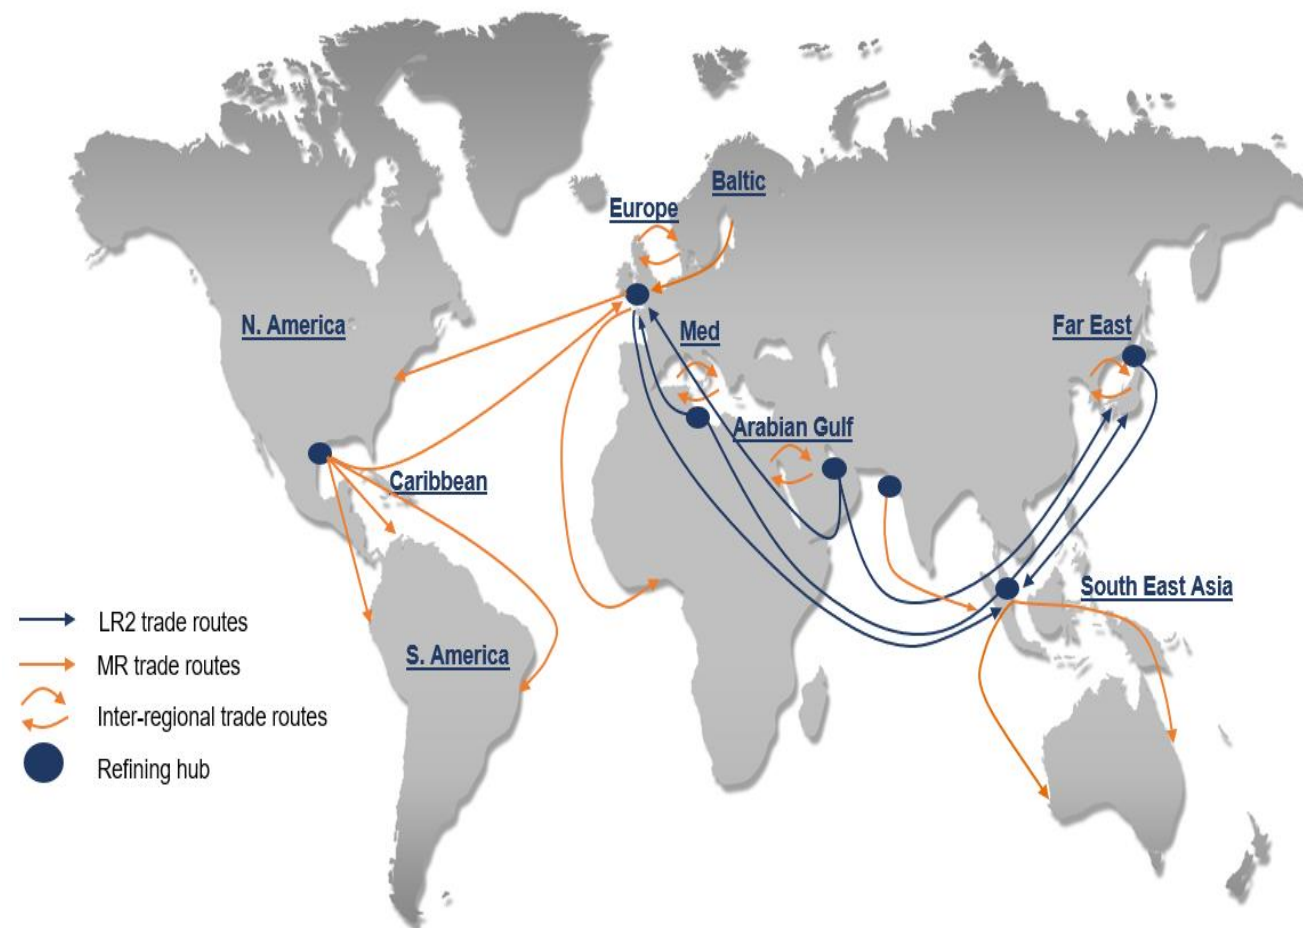 Baltic
Europe
N. America
Med
Far East
Arabian Gulf
Caribbean
South East Asia
S. America
LR2 trade routes
MR trade routes
Inter-regional trade routes
Refining hub